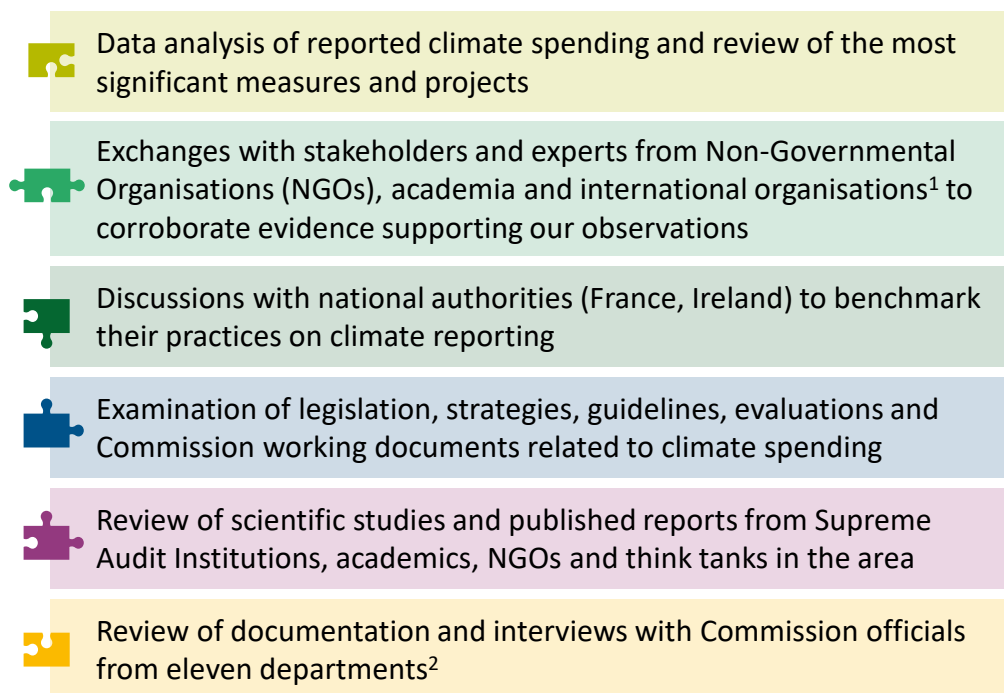 Data analysis of reported climate spending and review of the most
significant measures and projects
Exchanges with stakeholders and experts from Non-Governmental
Organisations (NGOs), academia and international organisations¹ to
corroborate evidence supporting our observations
Discussions with national authorities (France, Ireland) to benchmark
their practices on climate reporting
Examination of legislation, strategies, guidelines, evaluations and
Commission working documents related to climate spending
Review of scientific studies and published reports from Supreme
Audit Institutions, academics, NGOs and think tanks in the area
Review of documentation and interviews with Commission officials
from eleven departments²